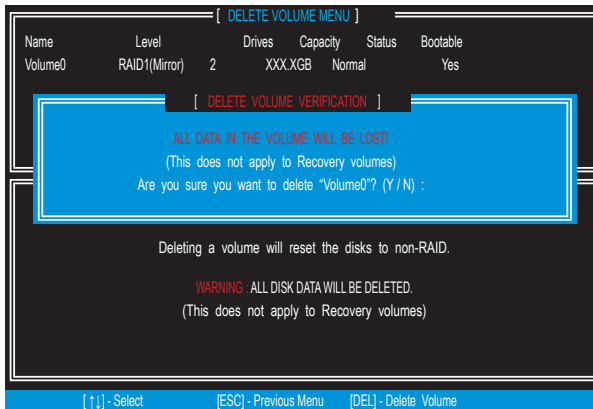 [ DELETE VOLUME MENU ]
Name Level Drives Capacity Status Bootable
Volume0 RAID1(Mirror) 2 XXX.XGB Normal Yes
[ DELETE VOLUME VERIFICATION ]
ALL DATA IN THE VOLUME WILL BE LOST!
(This does not apply to Recovery volumes)
Are you sure you want to delete “Volume0”? (Y / N) :
Deleting a volume will reset the disks to non-RAID.
WARNING : ALL DISK DATA WILL BE DELETED.
(This does not apply to Recovery volumes)
[ ↑↓] - Select [ESC] - Previous Menu [DEL] - Delete Volume